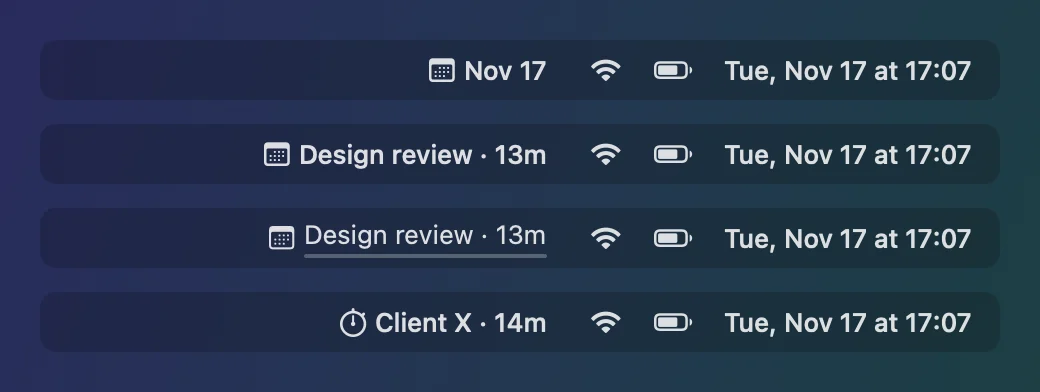 Nov 17 Tue, Nov 17 at 17:07
Design review · 13m Tue, Nov 17 at 17:07
Design review · 13m Tue, Nov 17 at 17:07
Client X · 14m Tue, Nov 17 at 17:07